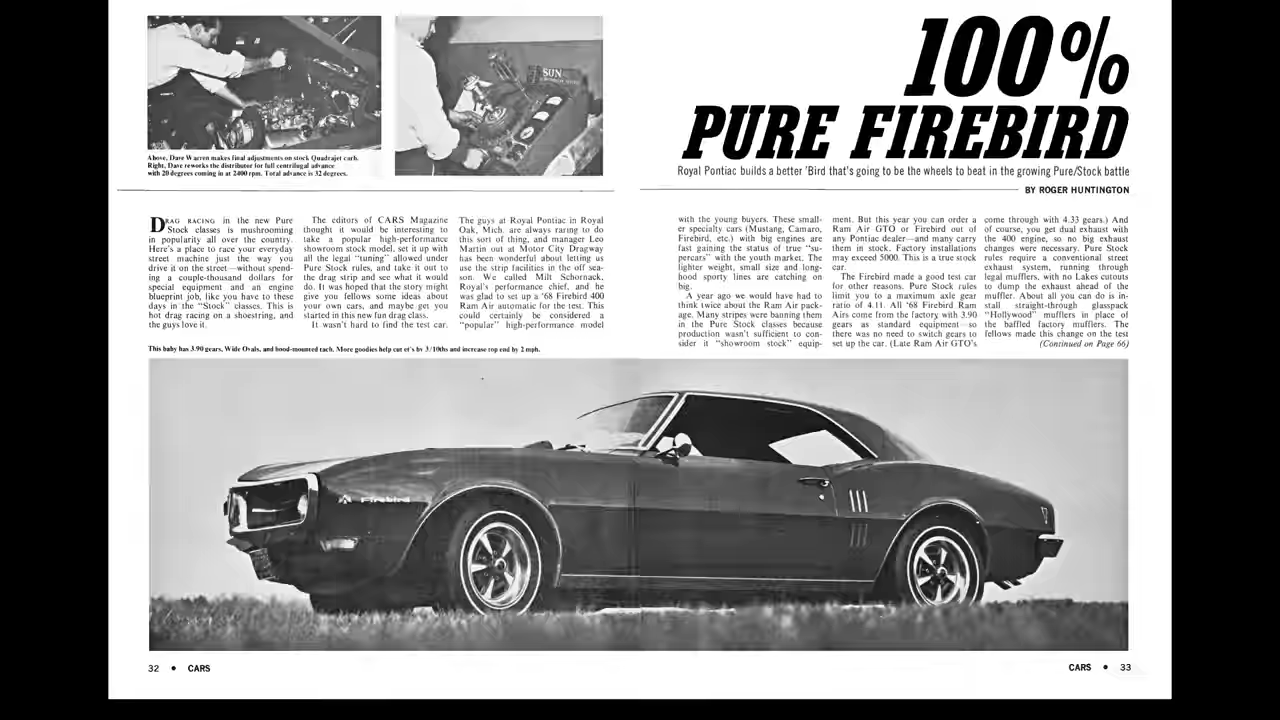 100%
PURE FIREBIRD
Royal Pontiac builds a better 'Bird that's going to be the wheels to beat in the growing Pure/Stock battle
BY ROGER HUNTINGTON
SUN
Above, Dave Warren makes final adjustments on stock Quadrajet carb.
Right, Dave reworks the distributor for full centrifugal advance
with 20 degrees coming in at 2400 rpm. Total advance is 32 degrees.
DRAG RACING in the new Pure
Stock classes is mushrooming
in popularity all over the country.
Here's a place to race your everyday
street machine just the way you
drive it on the street—without spend-
ing a couple-thousand dollars for
special equipment and an engine
blueprint job, like you have to these
days in the "Stock" classes. This is
hot drag racing on a shoestring, and
the guys love it.
The editors of CARS Magazine
thought it would be interesting to
take a popular high-performance
showroom stock model, set it up with
all the legal "tuning" allowed under
Pure Stock rules, and take it out to
the drag strip and see what it would
do. It was hoped that the story might
give you fellows some ideas about
your own cars, and maybe get you
started in this new fun drag class.
It wasn't hard to find the test car.
The guys at Royal Pontiac in Royal
Oak, Mich. are always raring to do
this sort of thing, and manager Leo
Martin out at Motor City Dragway
has been wonderful about letting us
use the strip facilities in the off sea-
son. We called Milt Schornack,
Royal's performance chief, and he
was glad to set up a '68 Firebird 400
Ram Air automatic for the test. This
could certainly be considered a
"popular" high-performance model
with the young buyers. These small-
er specialty cars (Mustang, Camaro,
Firebird, etc.) with big engines are
fast gaining the status of true "su-
percars" with the youth market. The
lighter weight, small size and long-
hood sporty lines are catching on
big.
A year ago we would have had to
think twice about the Ram Air pack-
age. Many strips were banning them
in the Pure Stock classes because
production wasn't sufficient to con-
sider it "showroom stock" equip-
ment. But this year you can order a
Ram Air GTO or Firebird out of
any Pontiac dealer—and many carry
them in stock. Factory installations
may exceed 5000. This is a true stock
car.
The Firebird made a good test car
for other reasons. Pure Stock rules
limit you to a maximum axle gear
ratio of 4.11. All '68 Firebird Ram
Airs come from the factory with 3.90
gears as standard equipment—so
there was no need to switch gears to
set up the car. (Late Ram Air GTO's
come through with 4.33 gears.) And
of course, you get dual exhaust with
the 400 engine, so no big exhaust
changes were necessary. Pure Stock
rules require a conventional street
exhaust system, running through
legal mufflers, with no Lakes cutouts
to dump the exhaust ahead of the
muffler. About all you can do is in-
stall straight-through glasspack
"Hollywood" mufflers in place of
the baffled factory mufflers. The
fellows made this change on the test
(Continued on Page 66)
This baby has 3.90 gears, Wide Ovals, and hood-mounted tach. More goodies help cut et's by 3/10ths and increase top end by 2 mph.
Firebird
32 • CARS
CARS • 33